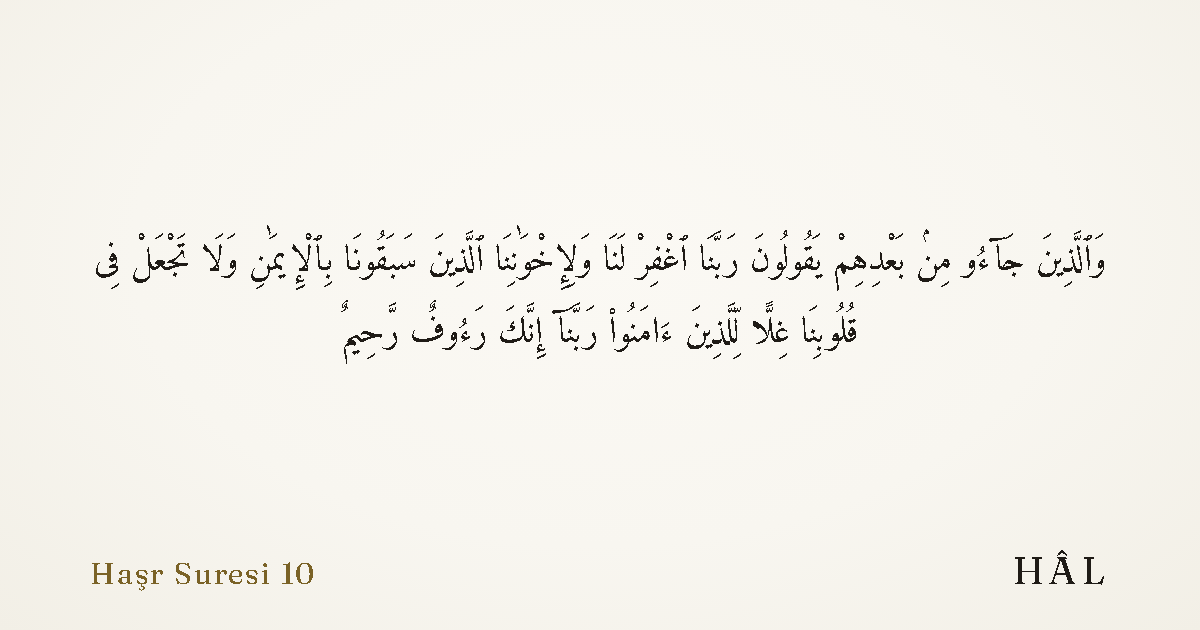 وَٱلَّذِينَ جَآءُو مِنۢ بَعْدِهِمْ يَقُولُونَ رَبَّنَا ٱغْفِرْ لَنَا وَلِإِخْوَٰنِنَا ٱلَّذِينَ سَبَقُونَا بِٱلْإِيمَٰنِ وَلَا تَجْعَلْ فِى
قُلُوبِنَا غِلًّا لِّلَّذِينَ ءَامَنُوا۟ رَبَّنَآ إِنَّكَ رَءُوفٌ رَّحِيمٌ
Haşr Suresi 10
HÂL